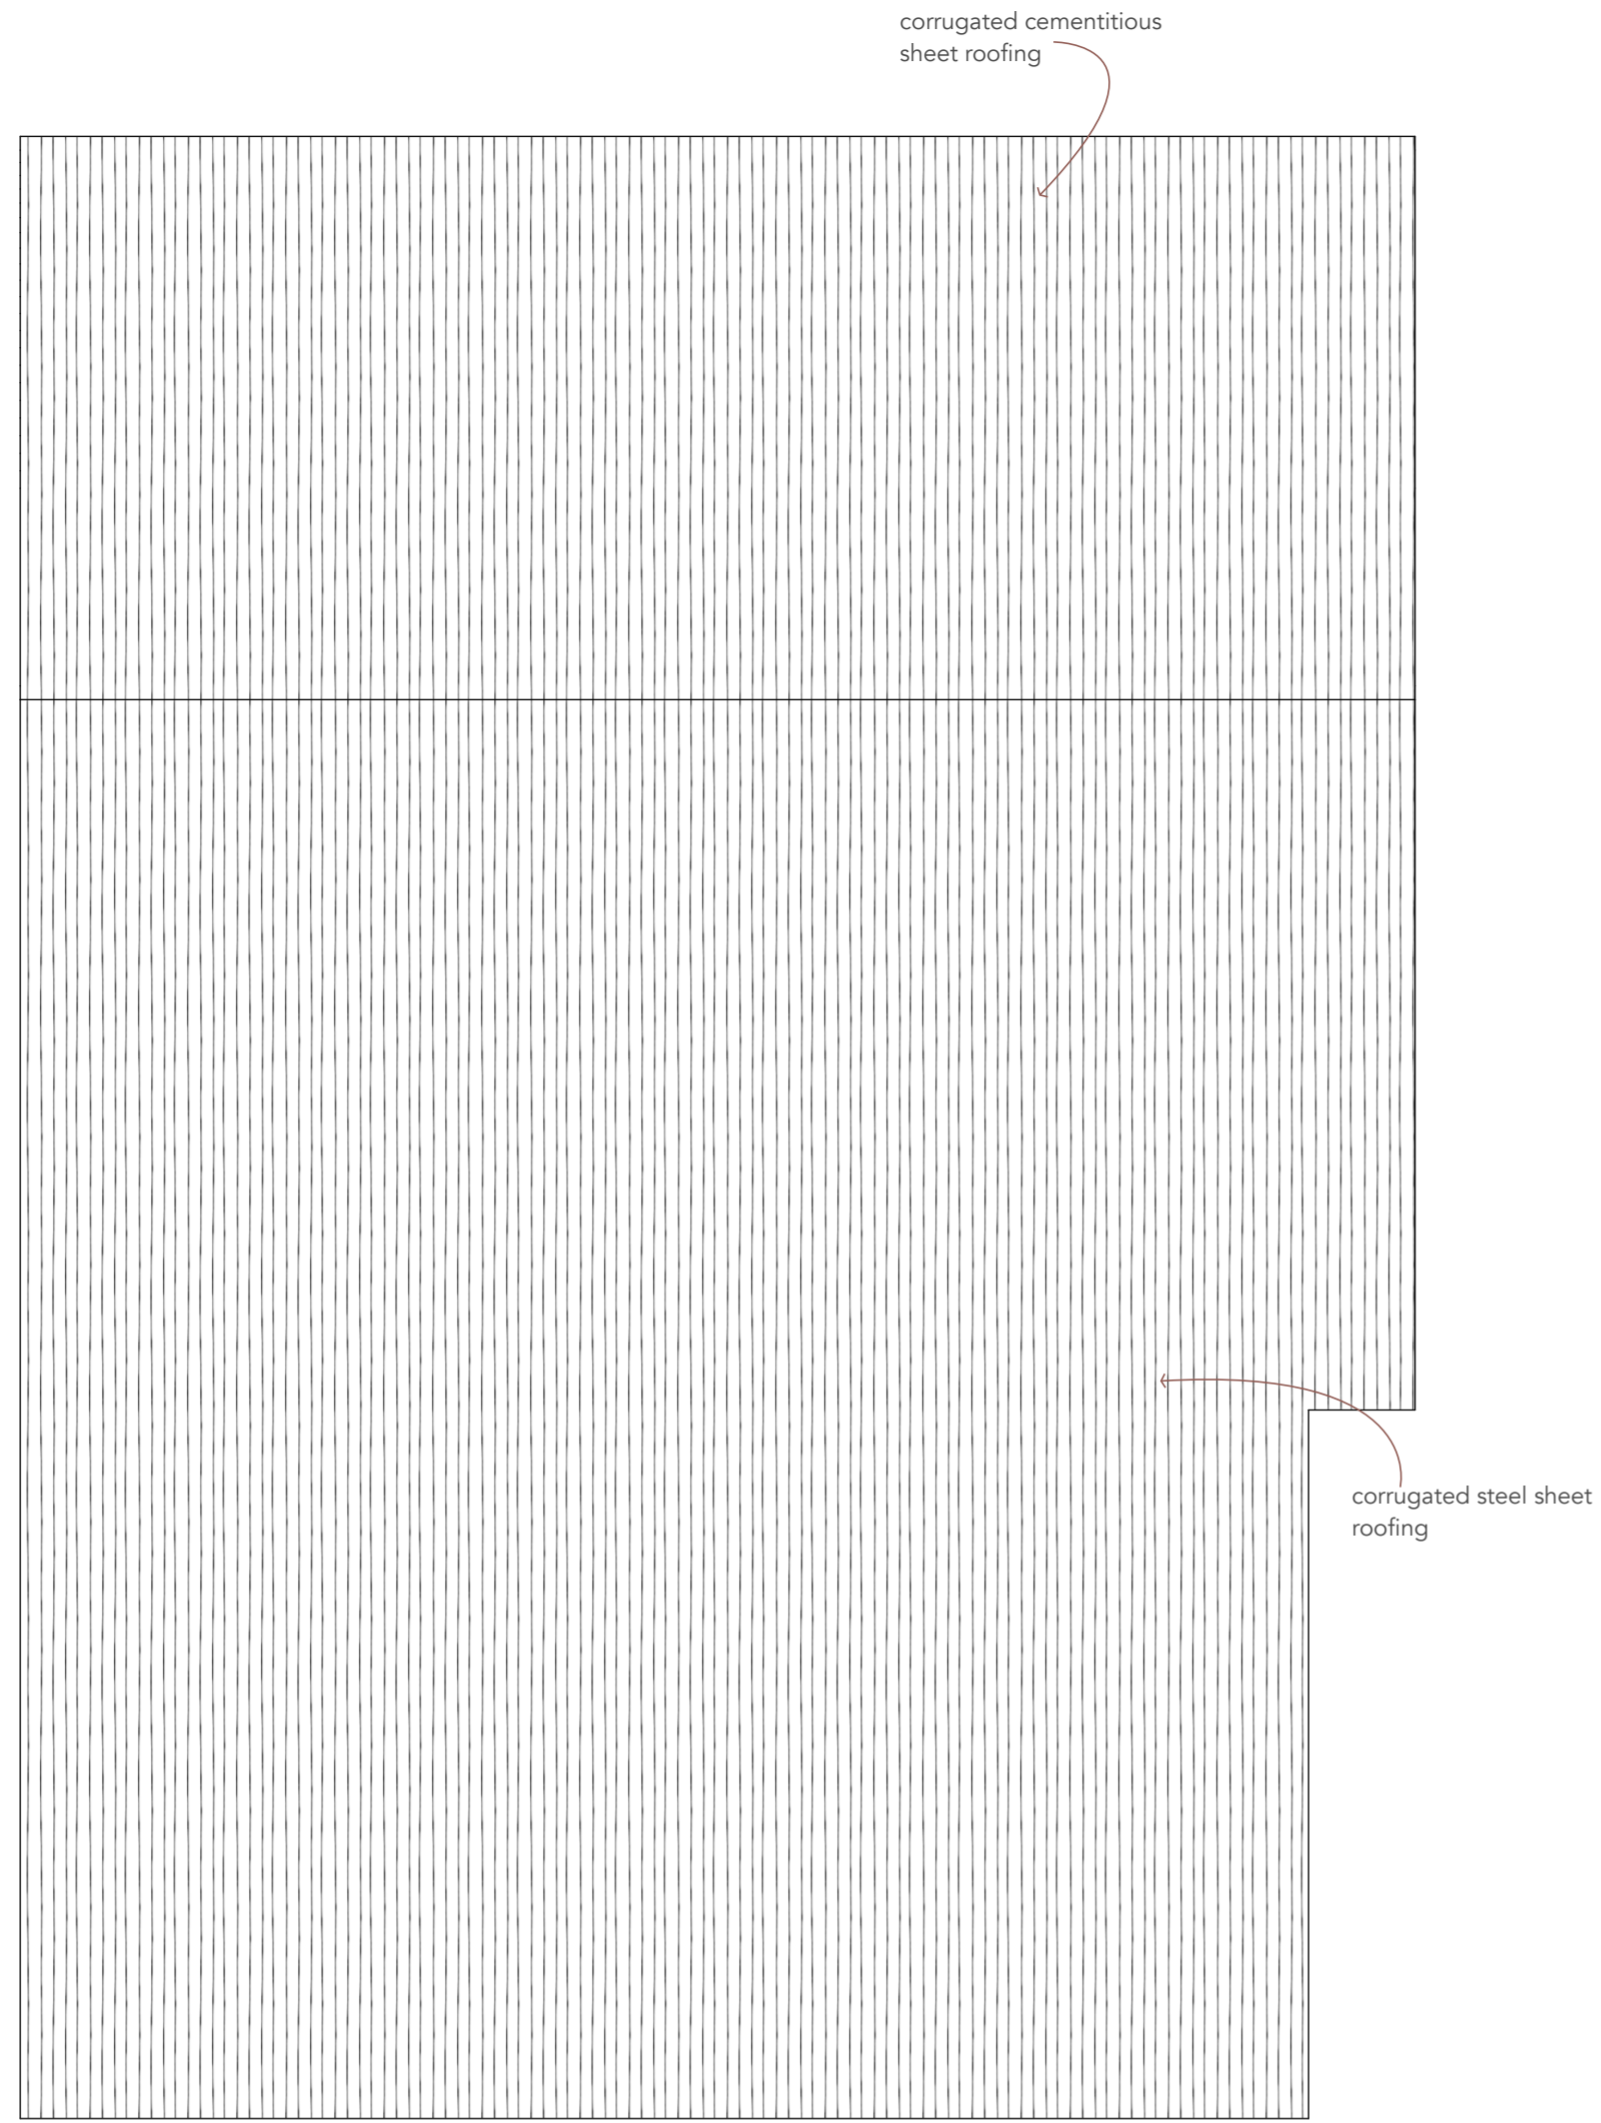 corrugated cementitious
sheet roofing
corrugated steel sheet
roofing